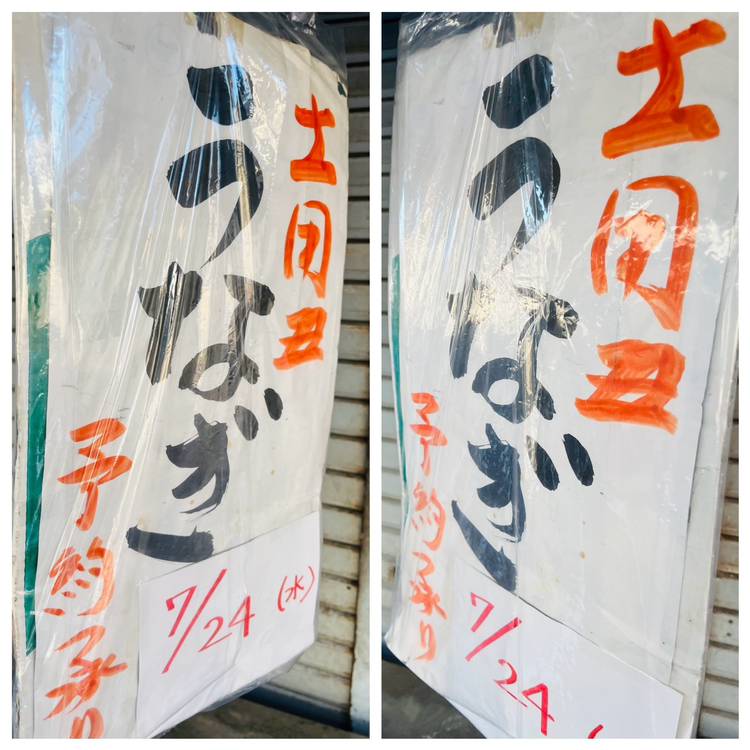 土用丑
うなぎ
予約承り
7/24 (水)
土用丑
うなぎ
予約承り
7/24 (